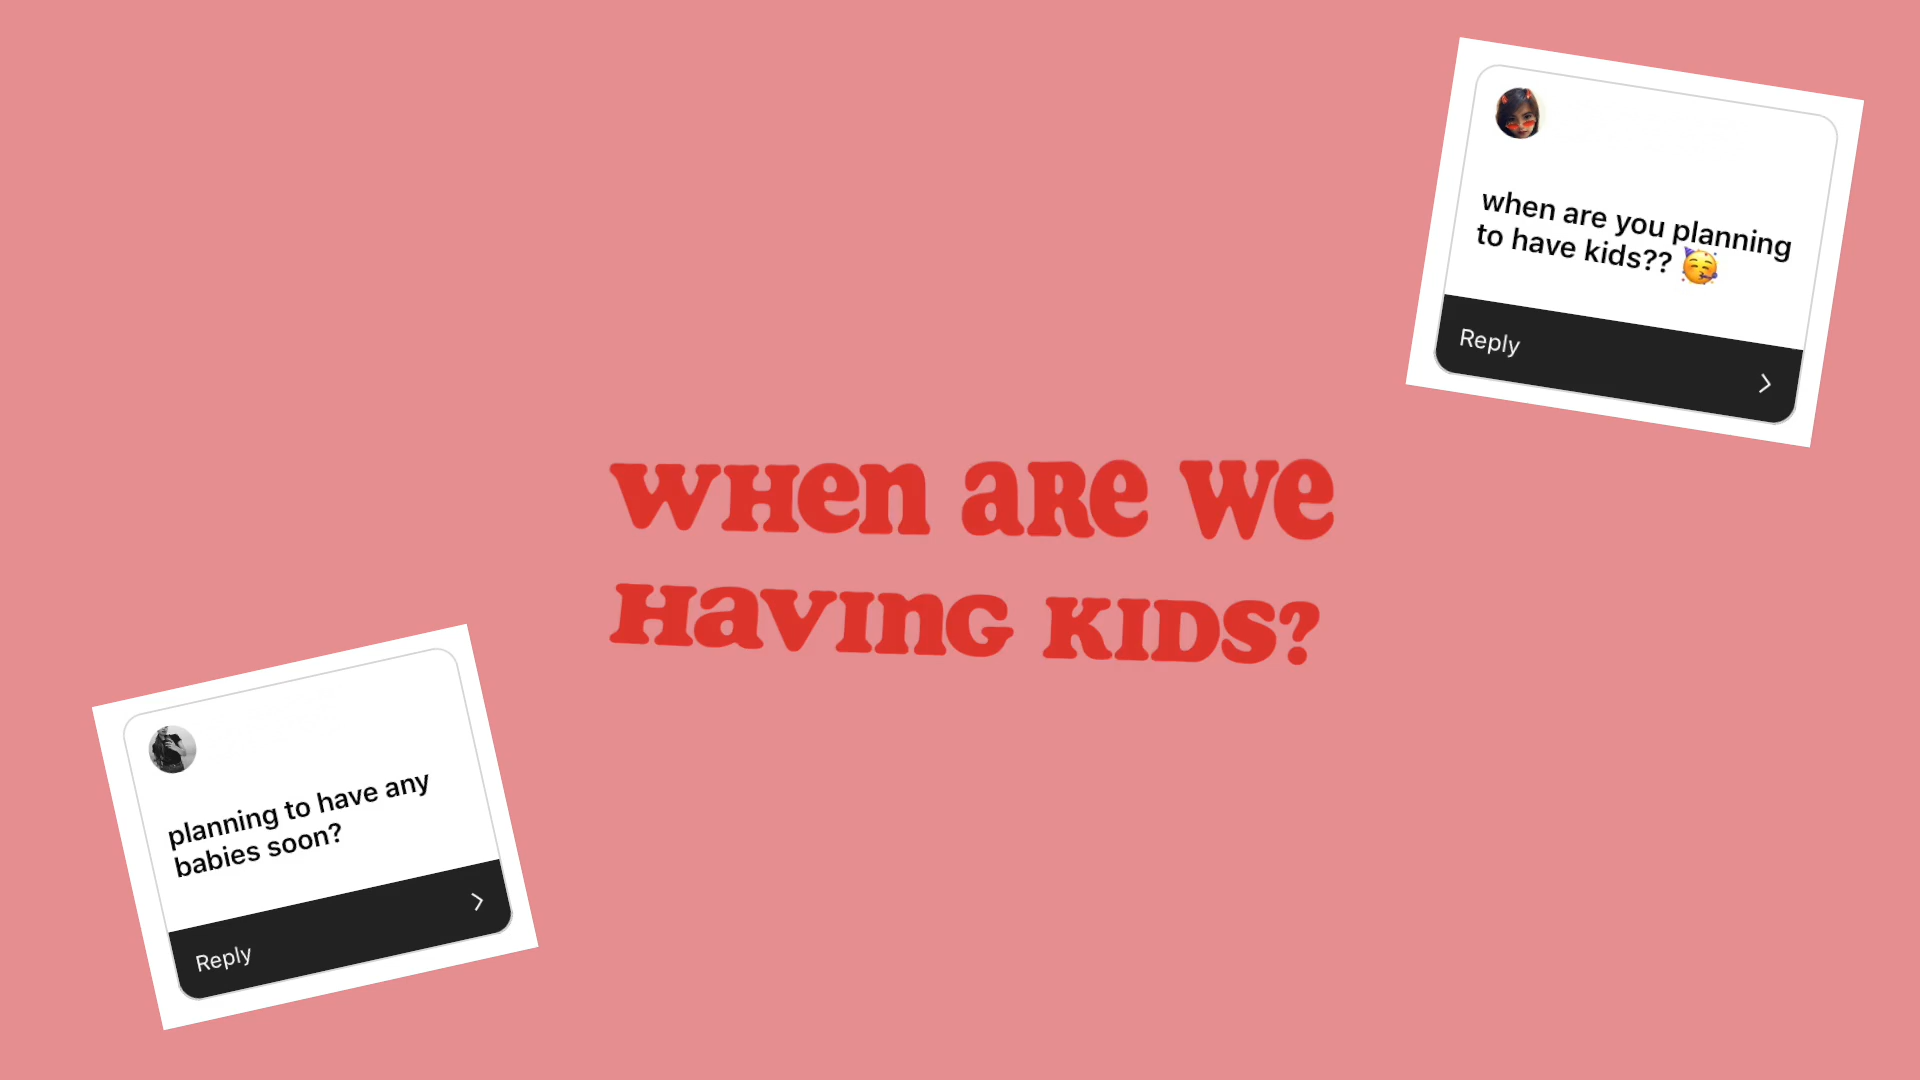 when are you planning
to have kids?? 🥳
Reply
WHen aRe We
HavING KIDS?
planning to have any
babies soon?
Reply